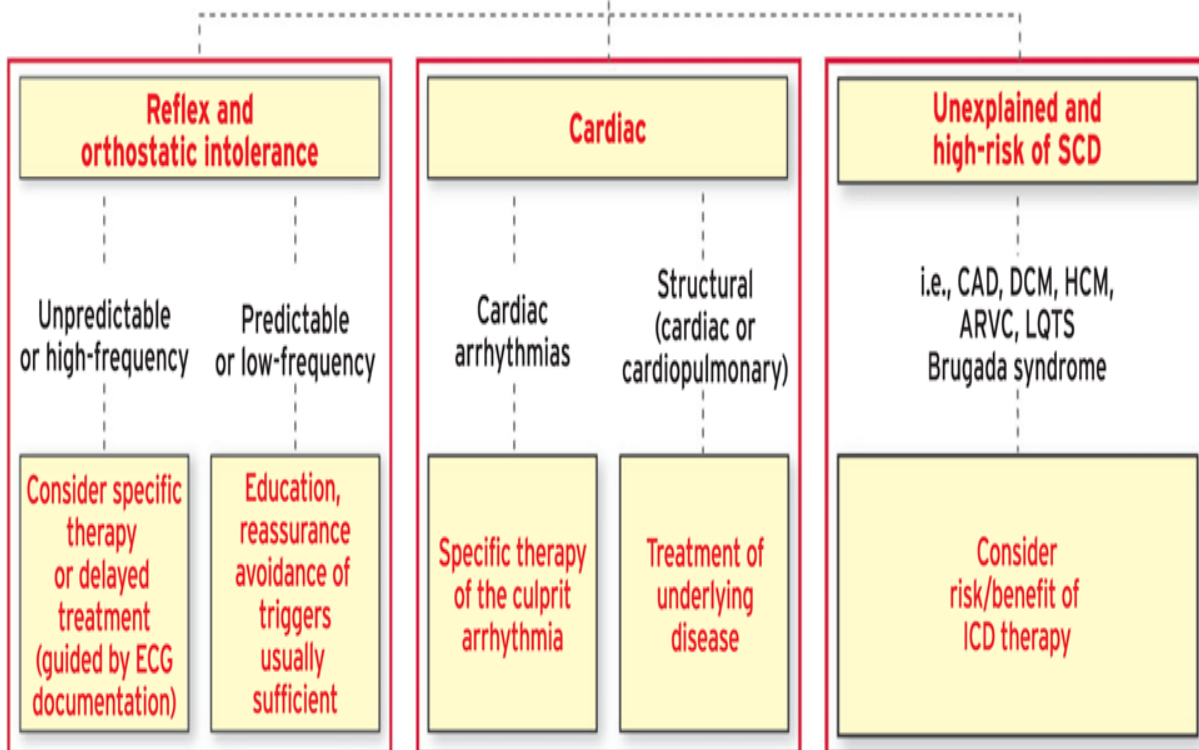 Reflex and
orthostatic intolerance
Unpredictable
or high-frequency
Predictable
or low-frequency
Consider specific
therapy
or delayed
treatment
(guided by ECG
documentation)
Education,
reassurance
avoidance of
triggers
usually
sufficient
Cardiac
Cardiac
arrhythmias
Structural
(cardiac or
cardiopulmonary)
Specific therapy
of the culprit
arrhythmia
Treatment of
underlying
disease
Unexplained and
high-risk of SCD
i.e., CAD, DCM, HCM,
ARVC, LQTS
Brugada syndrome
Consider
risk/benefit of
ICD therapy